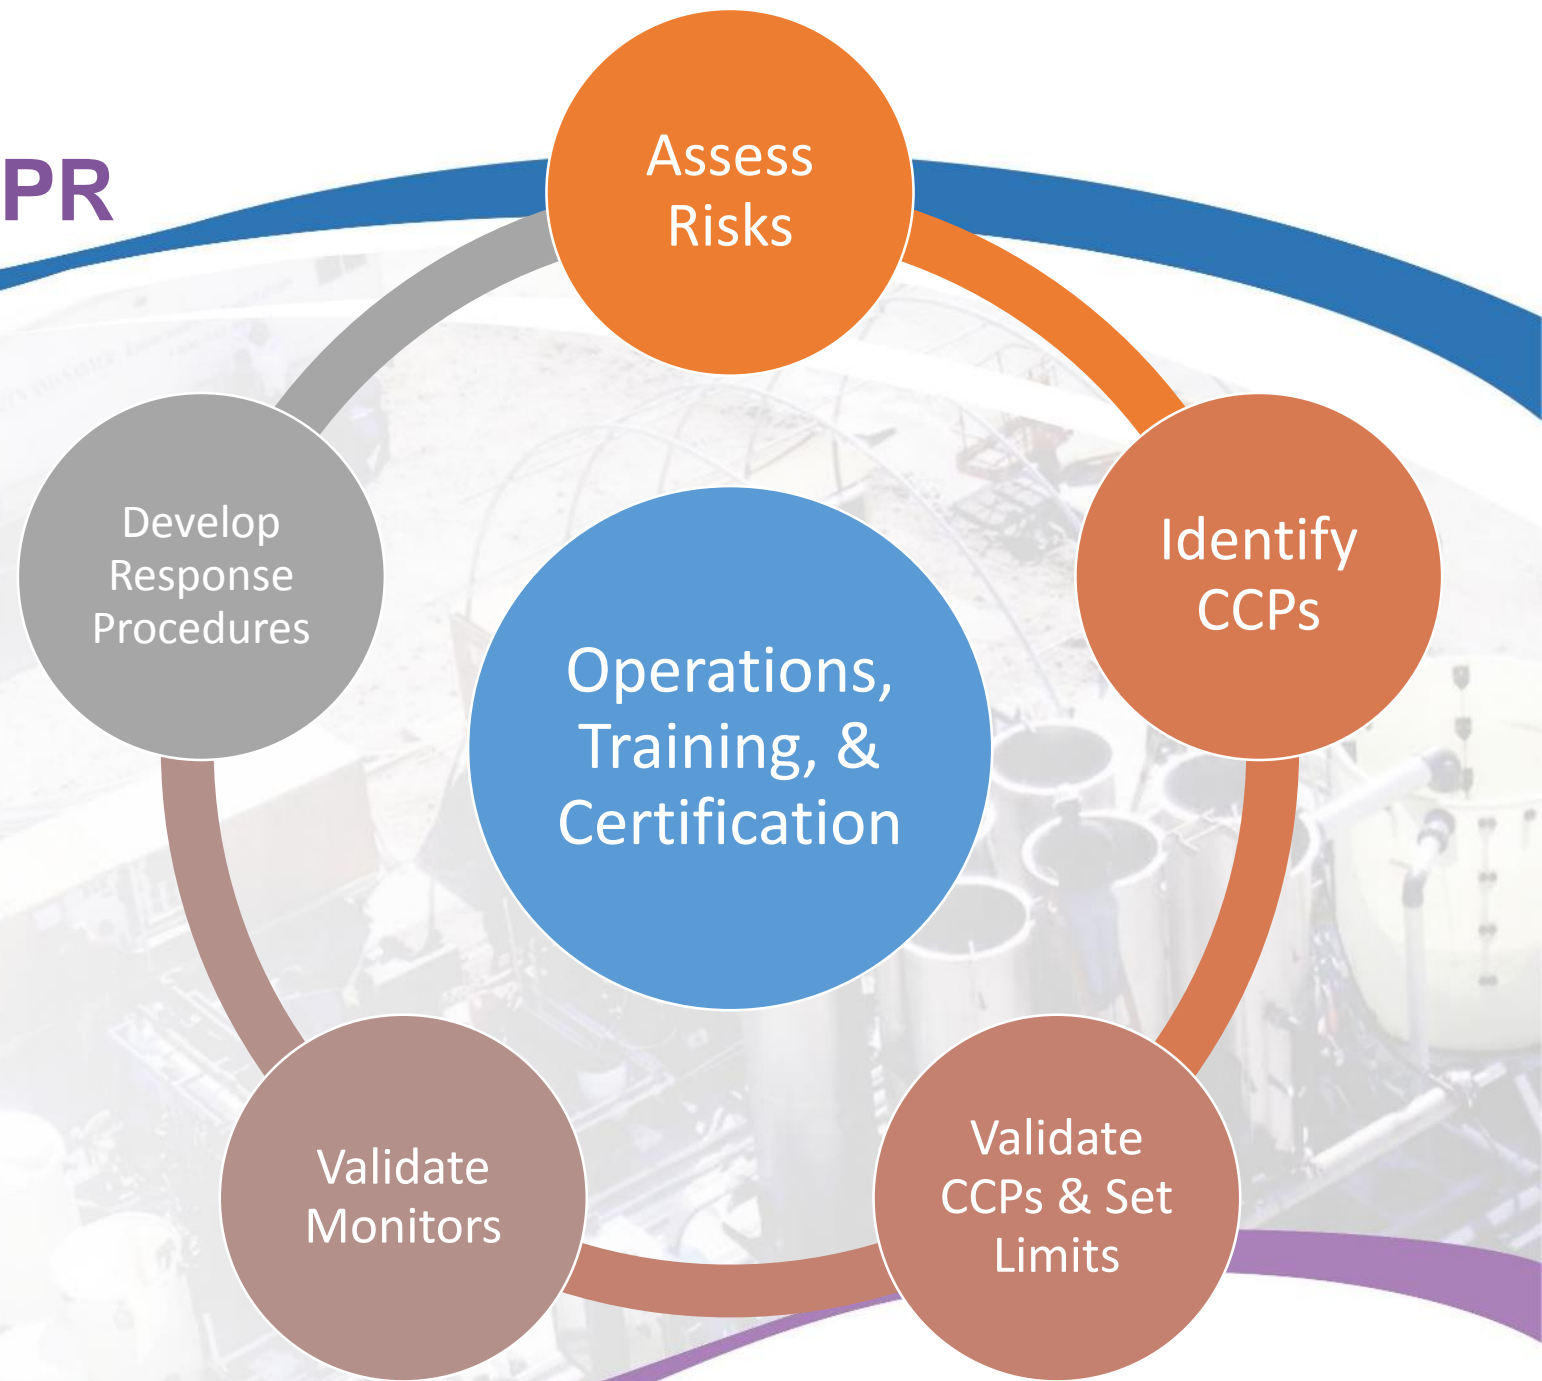 PR
Assess
Risks
Identify
CCPs
Validate
CCPs & Set
Limits
Validate
Monitors
Develop
Response
Procedures
Operations,
Training, &
Certification